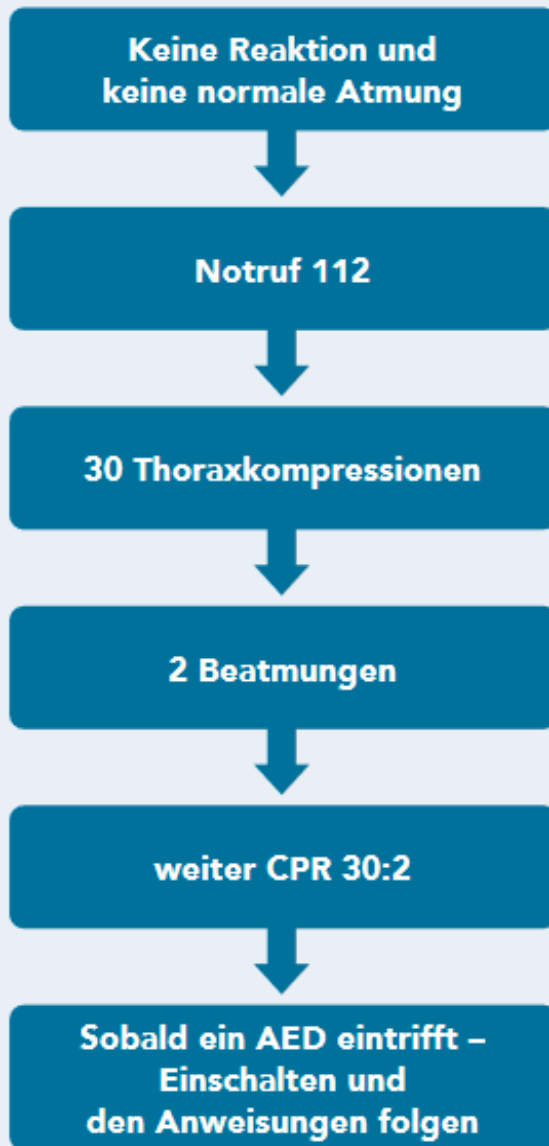 Keine Reaktion und
keine normale Atmung
Notruf 112
30 Thoraxkompressionen
2 Beatmungen
weiter CPR 30:2
Sobald ein AED eintrifft –
Einschalten und
den Anweisungen folgen